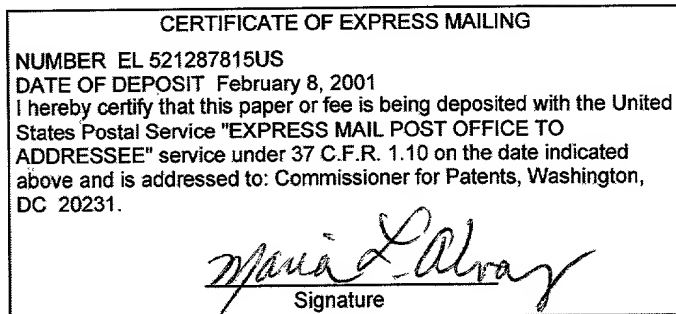 CERTIFICATE OF EXPRESS MAILING
NUMBER EL 521287815US
DATE OF DEPOSIT February 8, 2001
I hereby certify that this paper or fee is being deposited with the United
States Postal Service "EXPRESS MAIL POST OFFICE TO
ADDRESSEE" service under 37 C.F.R. 1.10 on the date indicated
above and is addressed to: Commissioner for Patents, Washington,
DC 20231.
Maria L.
Signature